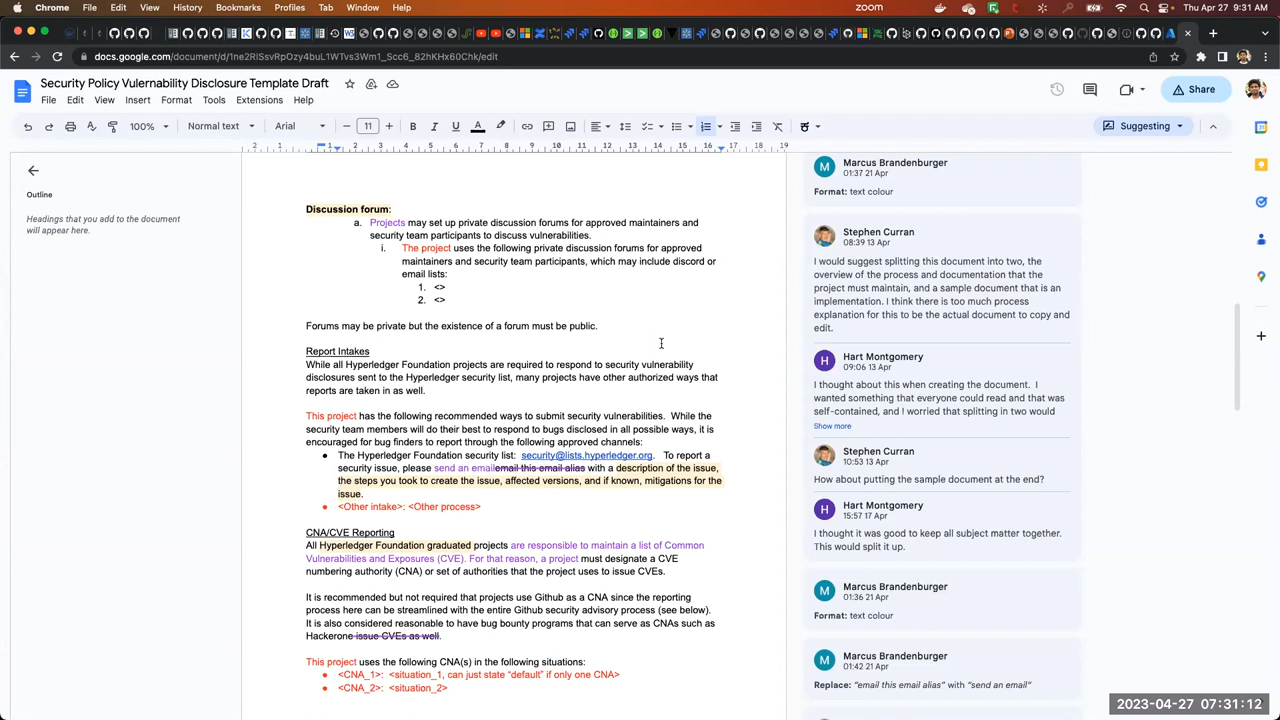 Chrome File Edit View History Bookmarks Profiles Tab Window Help Thu Apr 27 9:31 AM
docs.google.com/document/d/1ne2RISsvRpOzy4buL1WTvs3Wm1_Scc6_82hKHx60Chk/edit
Security Policy Vulernability Disclosure Template Draft
File Edit View Insert Format Tools Extensions Help
Share
100% Normal text Arial 11
Suggesting
2 1 1 2 3 4 5 6 7 8 9 10 11 12 13 14 15 16 17 18 19
Outline
Headings that you add to the document
will appear here.
Discussion forum:
a. Projects may set up private discussion forums for approved maintainers and
security team participants to discuss vulnerabilities.
i. The project uses the following private discussion forums for approved
maintainers and security team participants, which may include discord or
email lists:
1. <>
2. <>
Forums may be private but the existence of a forum must be public.
Report Intakes
While all Hyperledger Foundation projects are required to respond to security vulnerability
disclosures sent to the Hyperledger security list, many projects have other authorized ways that
reports are taken in as well.
This project has the following recommended ways to submit security vulnerabilities. While the
security team members will do their best to respond to bugs disclosed in all possible ways, it is
encouraged for bug finders to report through the following approved channels:
● The Hyperledger Foundation security list: security@lists.hyperledger.org. To report a
security issue, please send an emailemail this email alias with a description of the issue,
the steps you took to create the issue, affected versions, and if known, mitigations for the
issue.
● <Other intake>: <Other process>
CNA/CVE Reporting
All Hyperledger Foundation graduated projects are responsible to maintain a list of Common
Vulnerabilities and Exposures (CVE). For that reason, a project must designate a CVE
numbering authority (CNA) or set of authorities that the project uses to issue CVEs.
It is recommended but not required that projects use Github as a CNA since the reporting
process here can be streamlined with the entire Github security advisory process (see below).
It is also considered reasonable to have bug bounty programs that can serve as CNAs such as
Hackerone issue CVEs as well.
This project uses the following CNA(s) in the following situations:
● <CNA_1>: <situation_1, can just state “default” if only one CNA>
● <CNA_2>: <situation_2>
Marcus Brandenburger
01:37 21 Apr
Format: text colour
Stephen Curran
08:39 13 Apr
I would suggest splitting this document into two, the
overview of the process and documentation that the
project must maintain, and a sample document that is an
implementation. I think there is too much process
explanation for this to be the actual document to copy and
edit.
Hart Montgomery
09:06 13 Apr
I thought about this when creating the document. I
wanted something that everyone could read and that was
self-contained, and I worried that splitting in two would
Show more
Stephen Curran
10:53 13 Apr
How about putting the sample document at the end?
Hart Montgomery
15:57 17 Apr
I thought it was good to keep all subject matter together.
This would split it up.
Marcus Brandenburger
01:36 21 Apr
Format: text colour
Marcus Brandenburger
01:42 21 Apr
Replace: “email this email alias” with “send an email”
2023-04-27 07:31:12